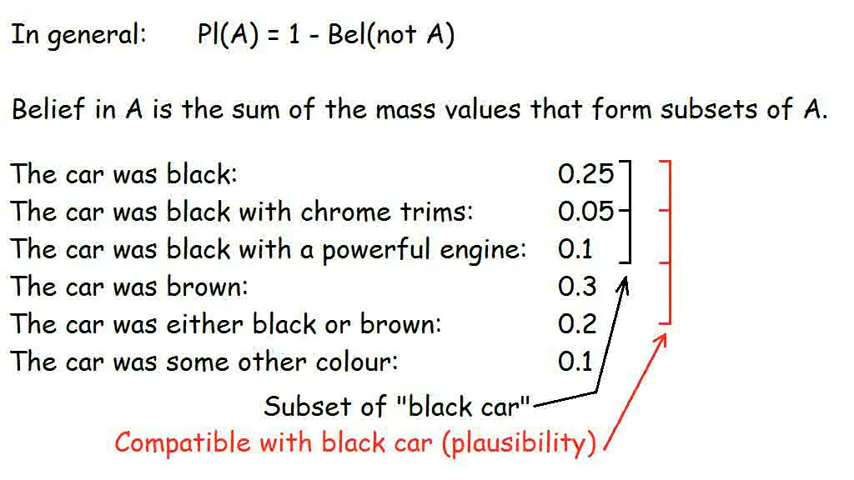 In general: Pl(A) = 1 - Bel(not A)
Belief in A is the sum of the mass values that form subsets of A.
The car was black: 0.25
The car was black with chrome trims: 0.05
The car was black with a powerful engine: 0.1
The car was brown: 0.3
The car was either black or brown: 0.2
The car was some other colour: 0.1
Subset of "black car"
Compatible with black car (plausibility)